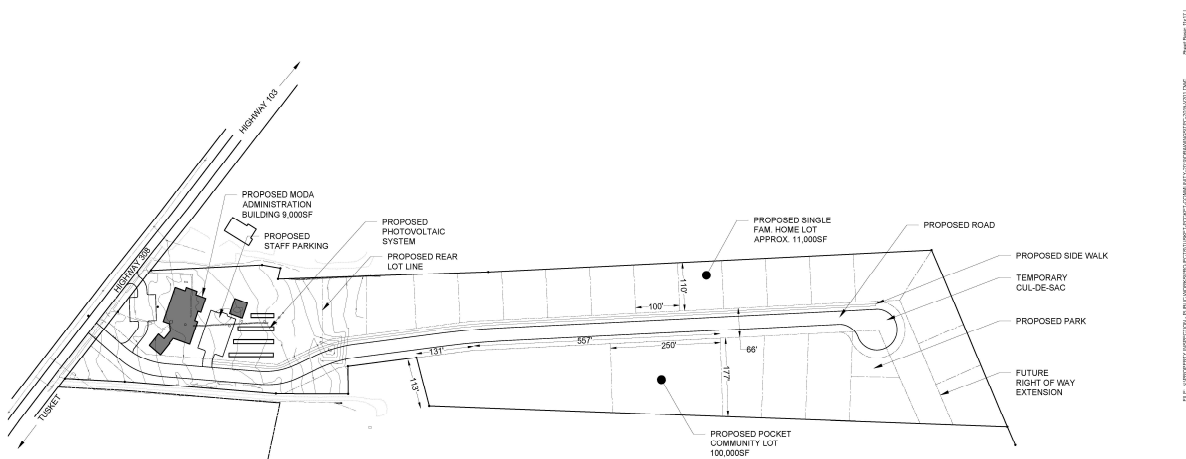 HIGHWAY 103
HIGHWAY 308
TUSKET
PROPOSED MODA
ADMINISTRATION
BUILDING 9,000SF
PROPOSED
STAFF PARKING
PROPOSED
PHOTOVOLTAIC
SYSTEM
PROPOSED REAR
LOT LINE
PROPOSED SINGLE
FAM. HOME LOT
APPROX. 11,000SF
PROPOSED ROAD
PROPOSED SIDE WALK
TEMPORARY
CUL-DE-SAC
PROPOSED PARK
FUTURE
RIGHT OF WAY
EXTENSION
100'
110'
131'
557'
250'
66'
177'
113'
PROPOSED POCKET
COMMUNITY LOT
100,000SF